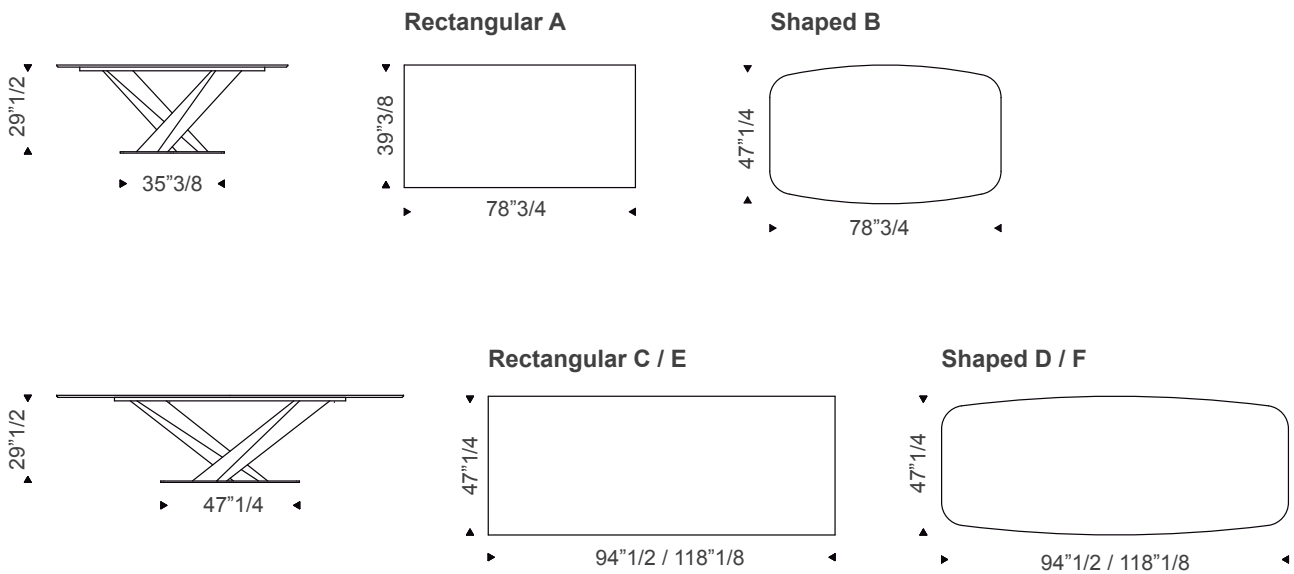 Rectangular A
Shaped B
29”1/2
35”3/8
39”3/8
78”3/4
47”1/4
78”3/4
Rectangular C / E
Shaped D / F
29”1/2
47”1/4
47”1/4
94”1/2 / 118”1/8
47”1/4
94”1/2 / 118”1/8